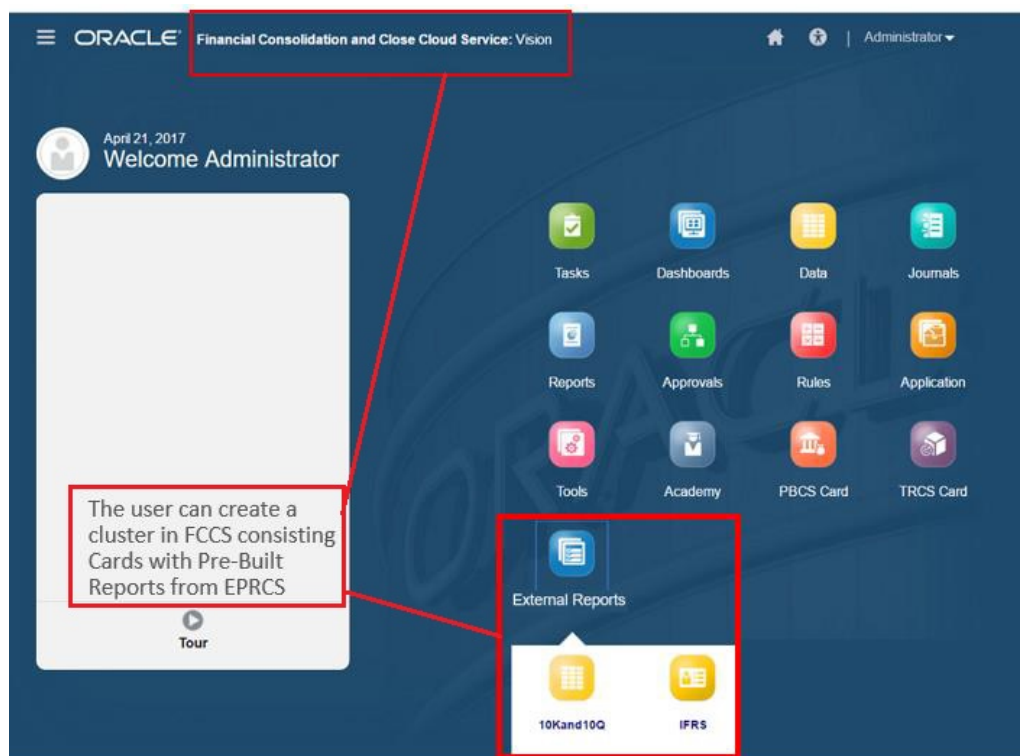 ORACLE Financial Consolidation and Close Cloud Service: Vision | Administrator
April 21, 2017
Welcome Administrator
Tasks Dashboards Data Journals
Reports Approvals Rules Application
Tools Academy PBCS Card TRCS Card
The user can create a
cluster in FCCS consisting
Cards with Pre-Built
Reports from EPRCS
External Reports
Tour
10Kand10Q IFRS